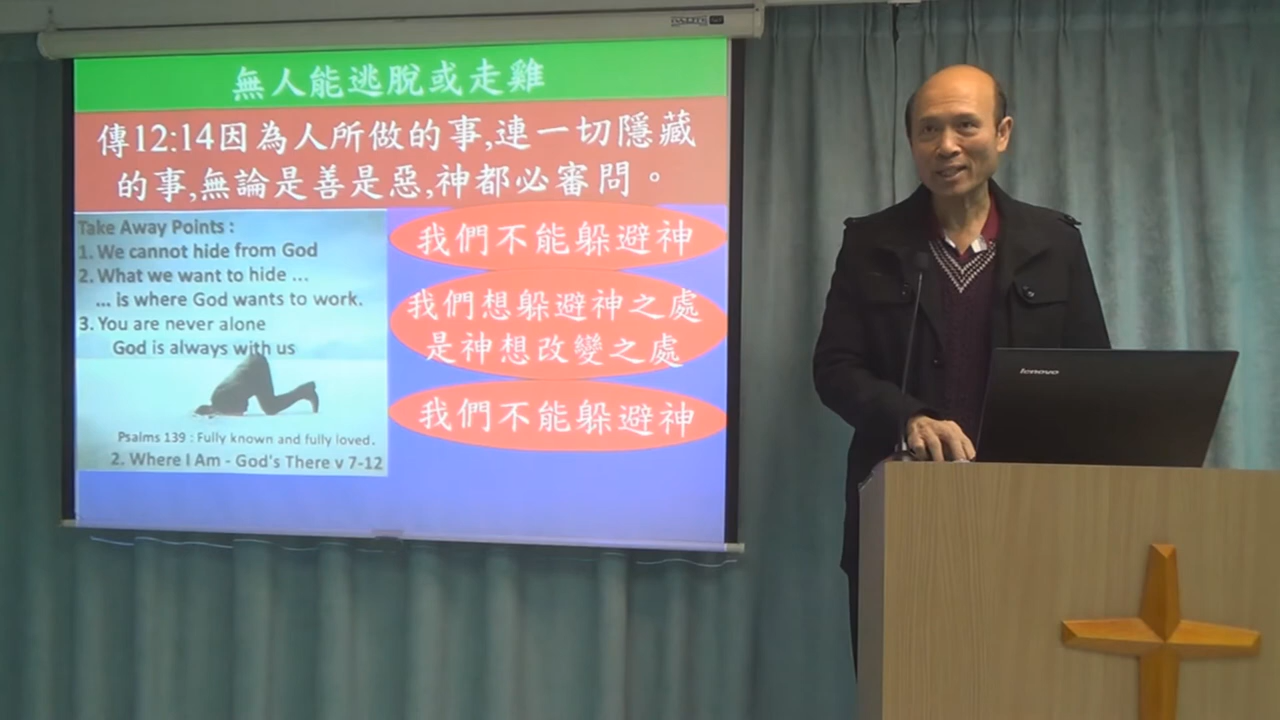 無人能逃脫或走雞
傳12:14因為人所做的事,連一切隱藏
的事,無論是善是惡,神都必審問。
Take Away Points :
1. We cannot hide from God
2. What we want to hide ...
... is where God wants to work.
3. You are never alone
God is always with us
Psalms 139 : Fully known and fully loved.
2. Where I Am - God's There v 7-12
我們不能躲避神
我們想躲避神之處
是神想改變之處
我們不能躲避神
lenovo